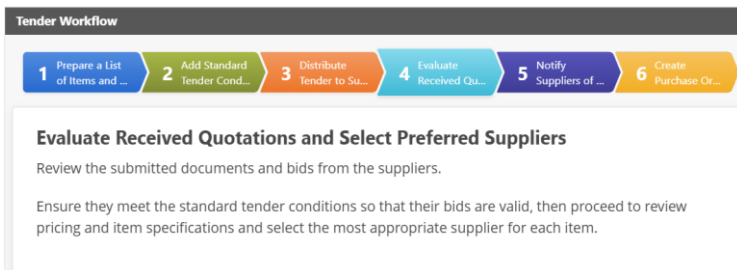 Tender Workflow
1 Prepare a List of Items and ...
2 Add Standard Tender Cond...
3 Distribute Tender to Su...
4 Evaluate Received Qu...
5 Notify Suppliers of ...
6 Create Purchase Or...
Evaluate Received Quotations and Select Preferred Suppliers
Review the submitted documents and bids from the suppliers.
Ensure they meet the standard tender conditions so that their bids are valid, then proceed to review
pricing and item specifications and select the most appropriate supplier for each item.